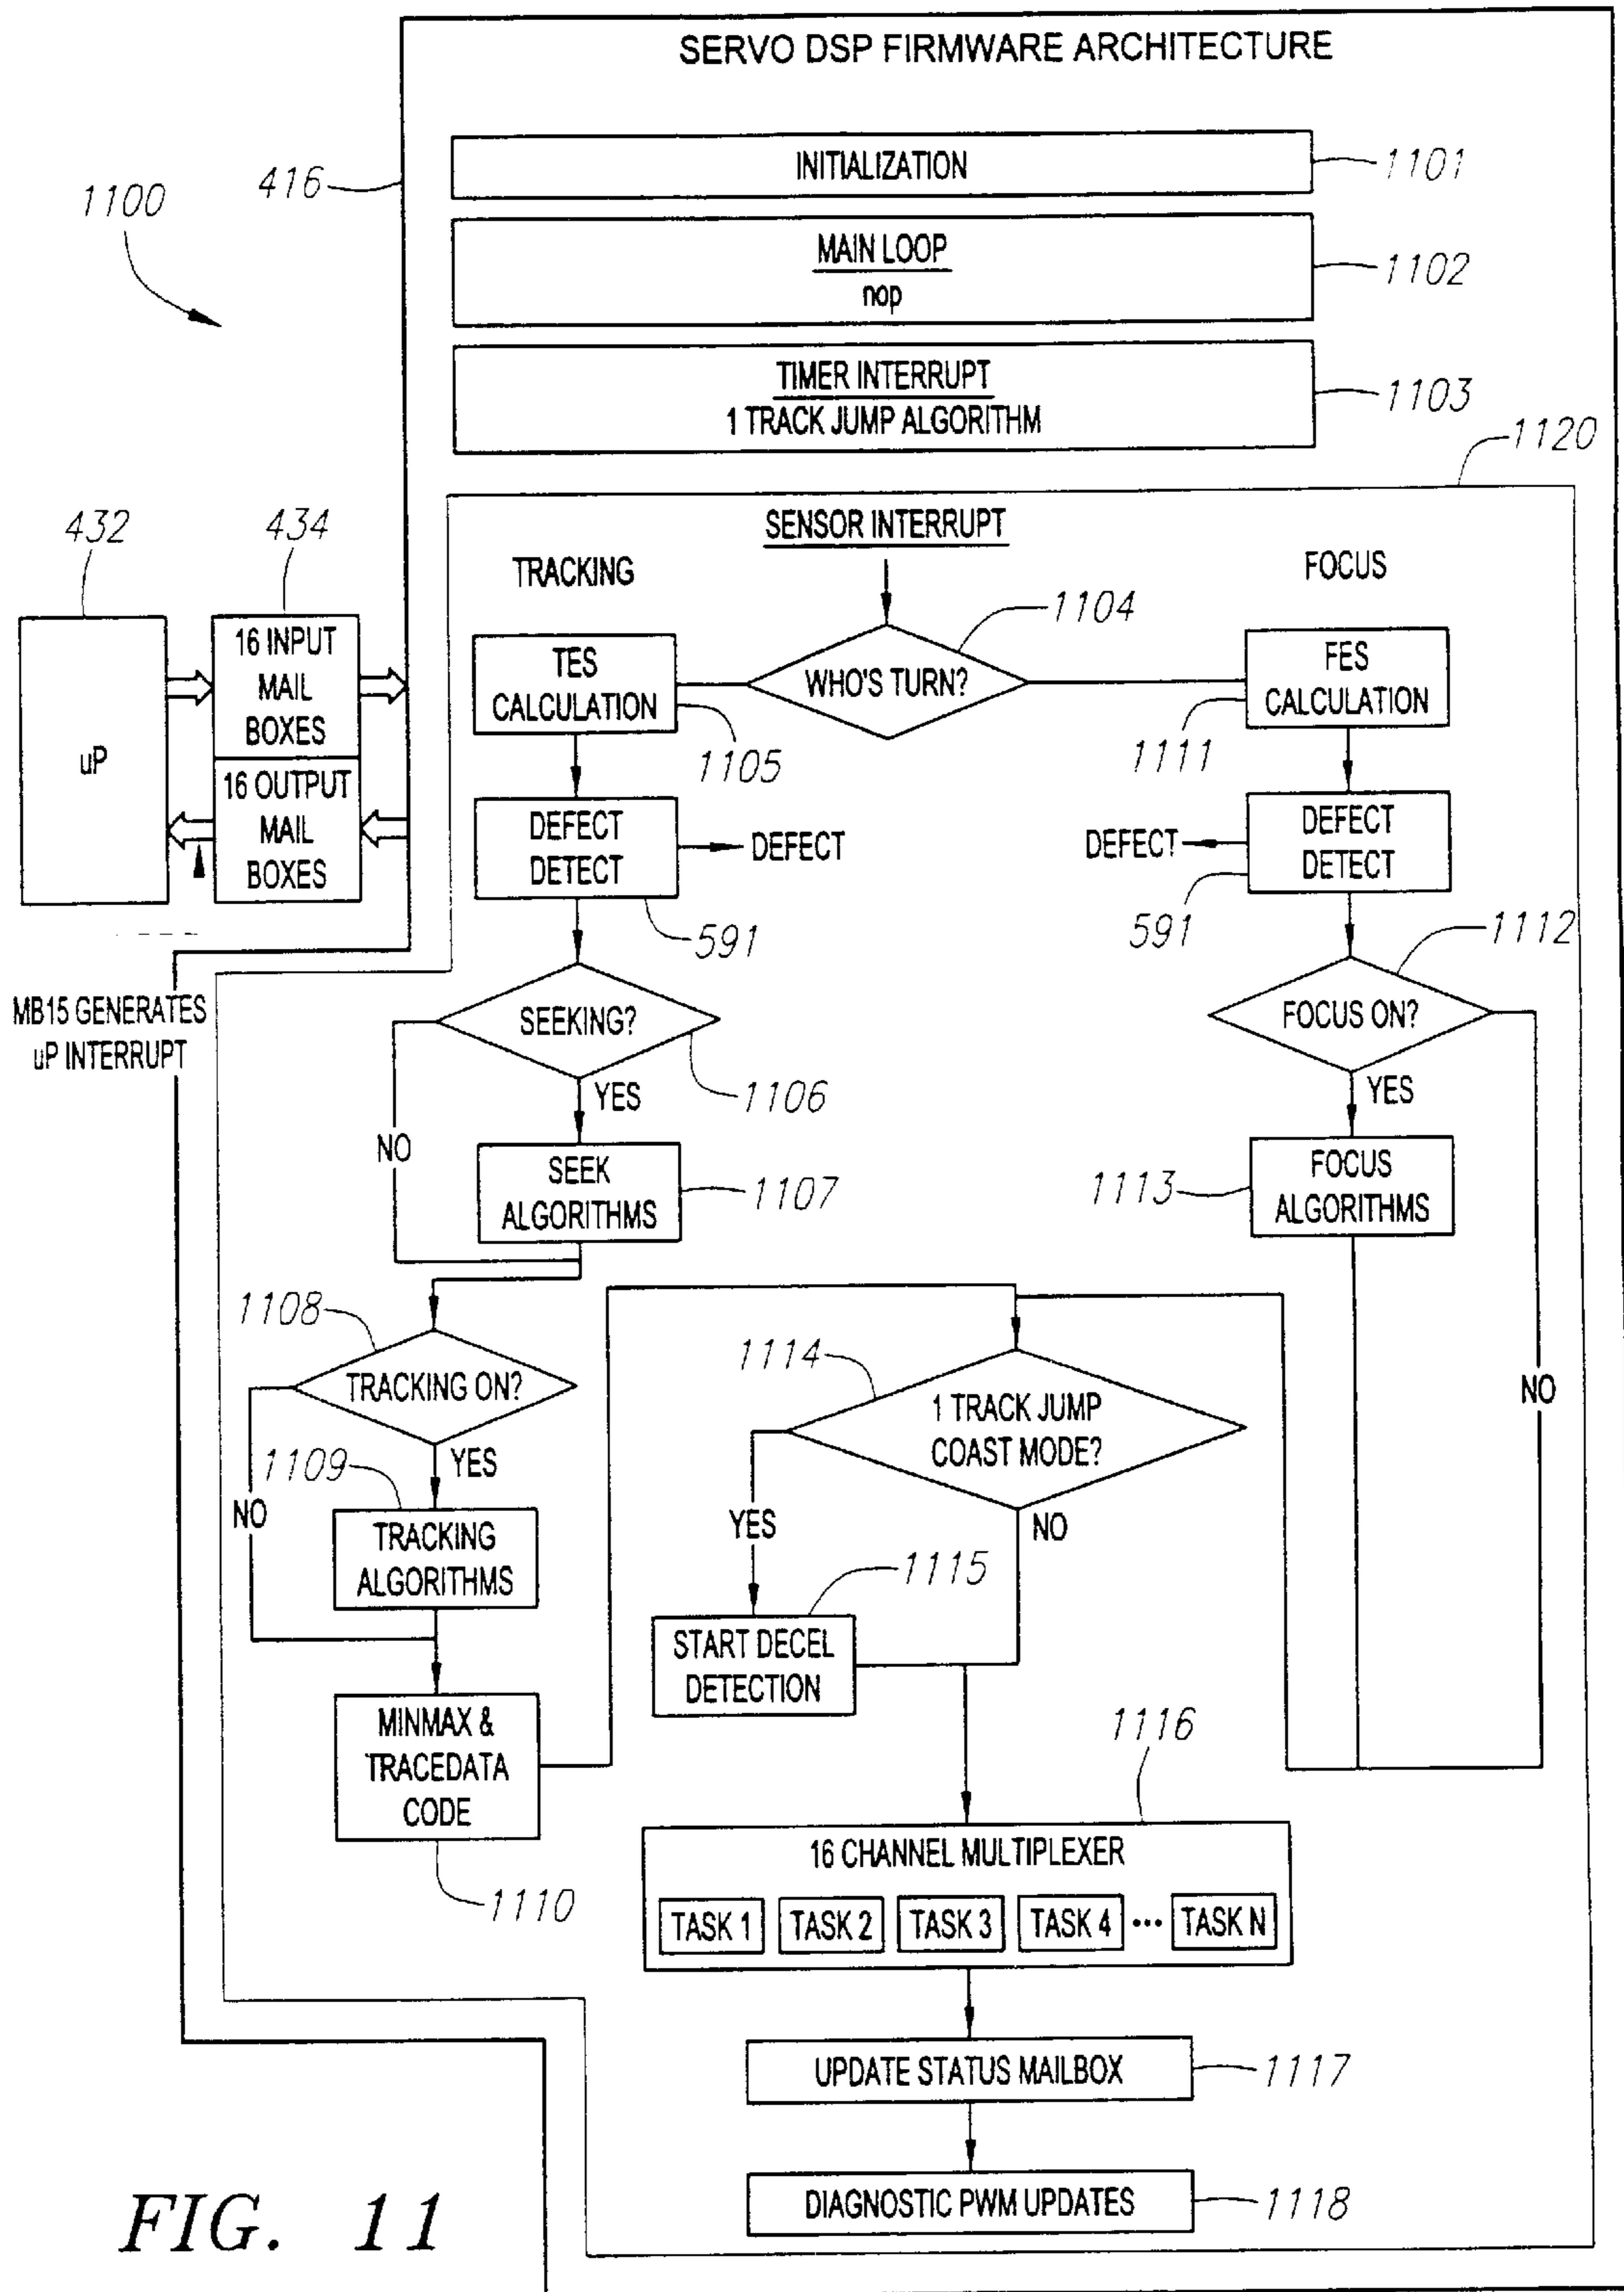 SERVO DSP FIRMWARE ARCHITECTURE
INITIALIZATION
1101
416
1100
MAIN LOOP
nop
1102
TIMER INTERRUPT
1 TRACK JUMP ALGORITHM
1103
1120
432
434
SENSOR INTERRUPT
TRACKING
FOCUS
1104
uP
16 INPUT
MAIL
BOXES
16 OUTPUT
MAIL
BOXES
TES
CALCULATION
WHO'S TURN?
FES
CALCULATION
1105
1111
DEFECT
DETECT
DEFECT
DEFECT
DEFECT
DETECT
591
591
1112
MB15 GENERATES
uP INTERRUPT
SEEKING?
FOCUS ON?
1106
YES
YES
NO
SEEK
ALGORITHMS
1107
1113
FOCUS
ALGORITHMS
1108
1114
TRACKING ON?
1 TRACK JUMP
COAST MODE?
NO
1109
YES
NO
YES
NO
TRACKING
ALGORITHMS
1115
START DECEL
DETECTION
MINMAX &
TRACEDATA
CODE
1116
1110
16 CHANNEL MULTIPLEXER
TASK 1
TASK 2
TASK 3
TASK 4
•••
TASK N
UPDATE STATUS MAILBOX
1117
DIAGNOSTIC PWM UPDATES
1118
FIG. 11